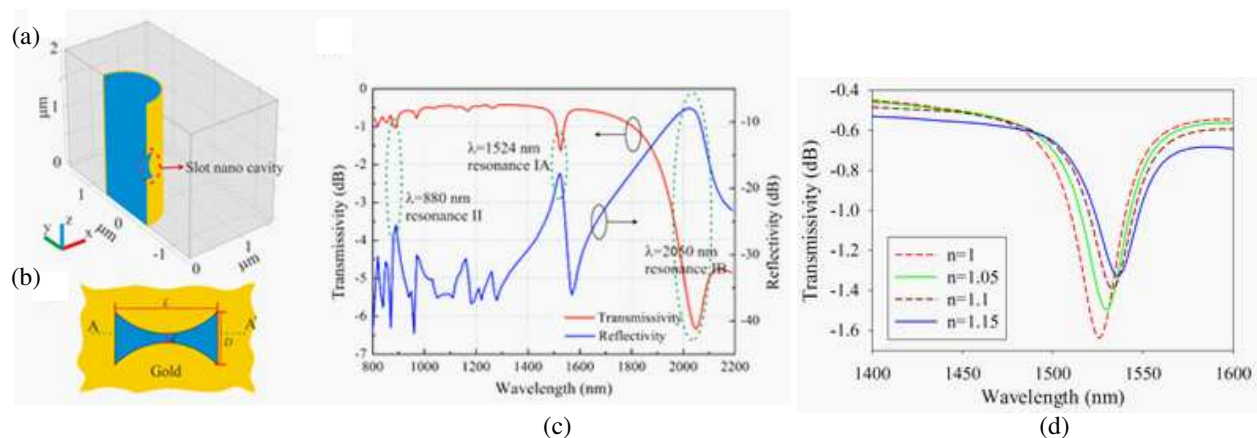 (a)
2
μm
1
0
Slot nano cavity
1
0
μm
-1
0
1
μm
y
z
x
(b)
L
A
A'
D
Gold
0
-1
-2
-3
-4
-5
-6
-7
Transmissivity (dB)
λ=1524 nm
resonance IA
λ=880 nm
resonance II
λ=2050 nm
resonance IB
Transmissivity
Reflectivity
-10
-20
-30
-40
Reflectivity (dB)
800 1000 1200 1400 1600 1800 2000 2200
Wavelength (nm)
(c)
-0.4
-0.6
-0.8
-1.0
-1.2
-1.4
-1.6
Transmissivity (dB)
n=1
n=1.05
n=1.1
n=1.15
1400 1450 1500 1550 1600
Wavelength (nm)
(d)